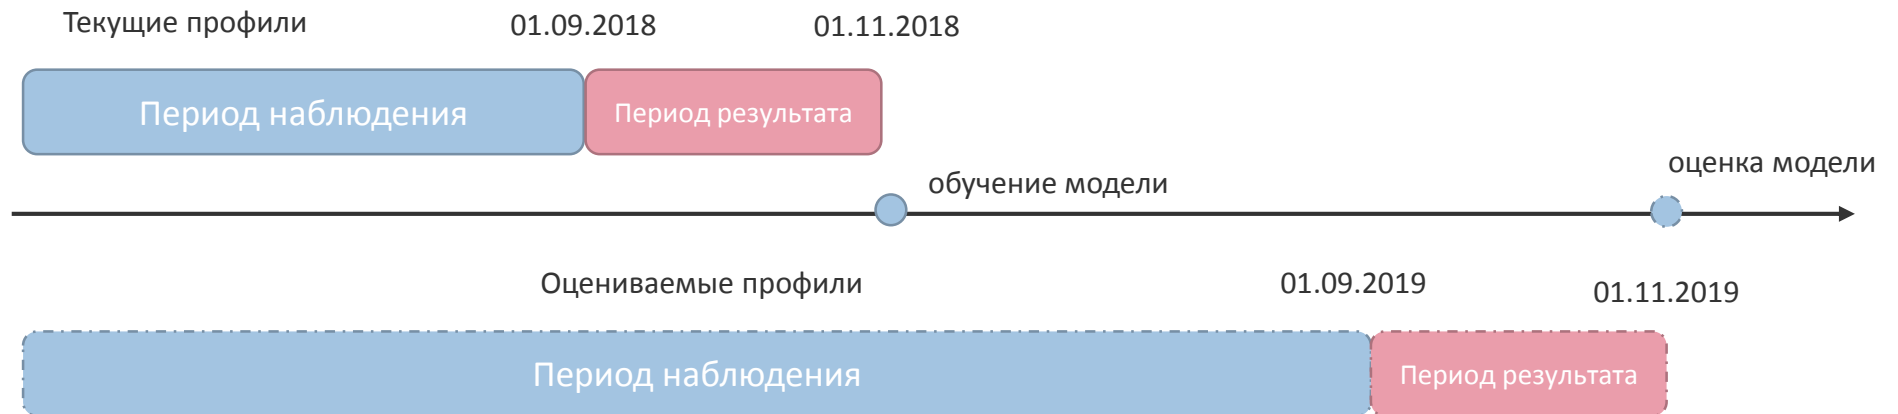 Текущие профили
01.09.2018
01.11.2018
Период наблюдения
Период результата
оценка модели
обучение модели
Оцениваемые профили
01.09.2019
01.11.2019
Период наблюдения
Период результата